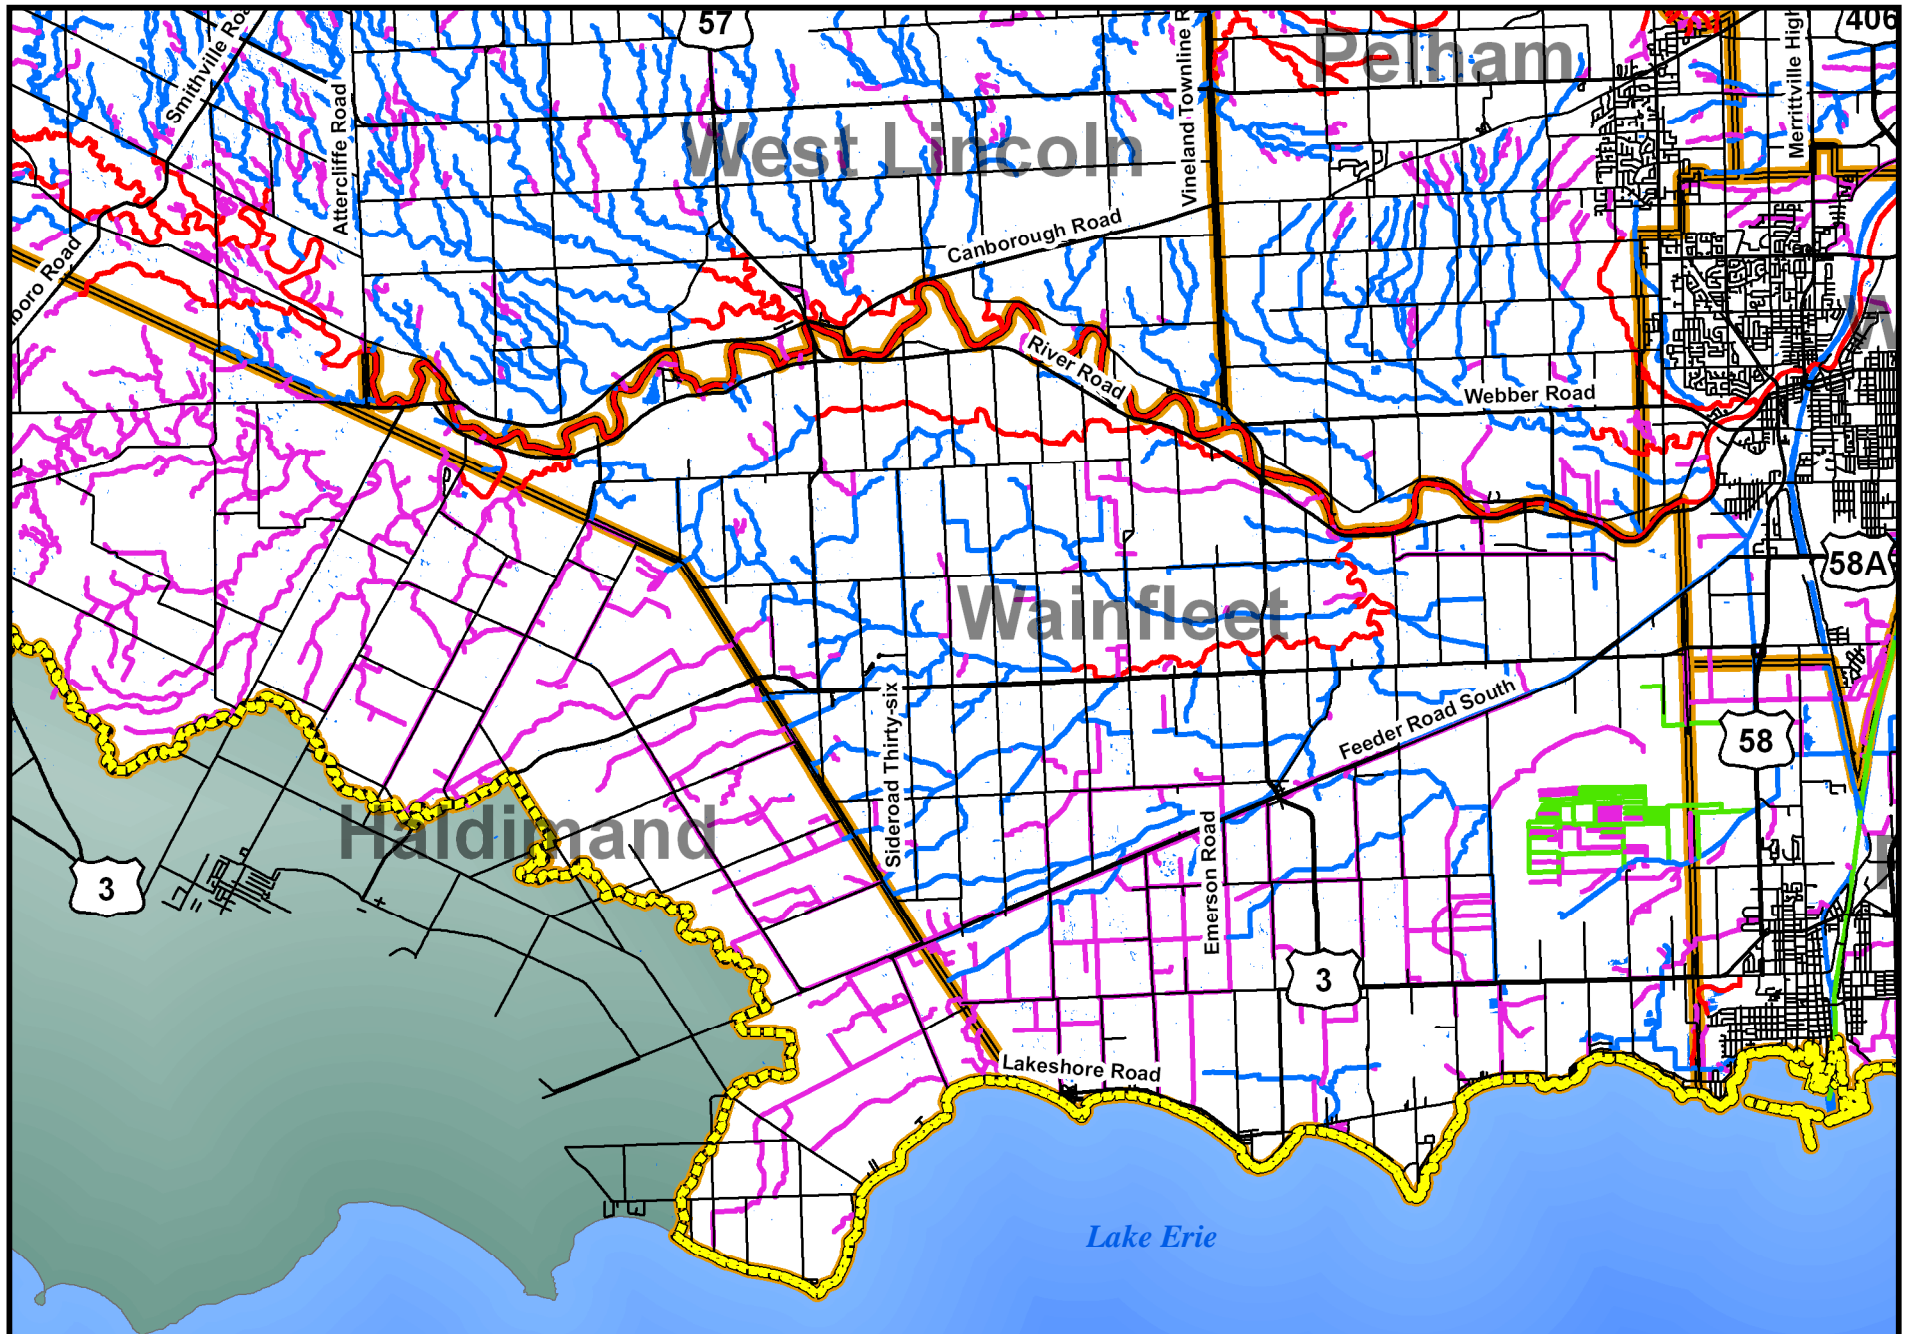 57
406
Smithville Roa
Attercliffe Road
Vineland Townline R
Pelham
Merrittville High
West Lincoln
Canborough Road
boro Road
W
River Road
Webber Road
58A
Wainfleet
Sideroad Thirty-six
Feeder Road South
58
Haldimand
3
Emerson Road
3
Lakeshore Road
Lake Erie